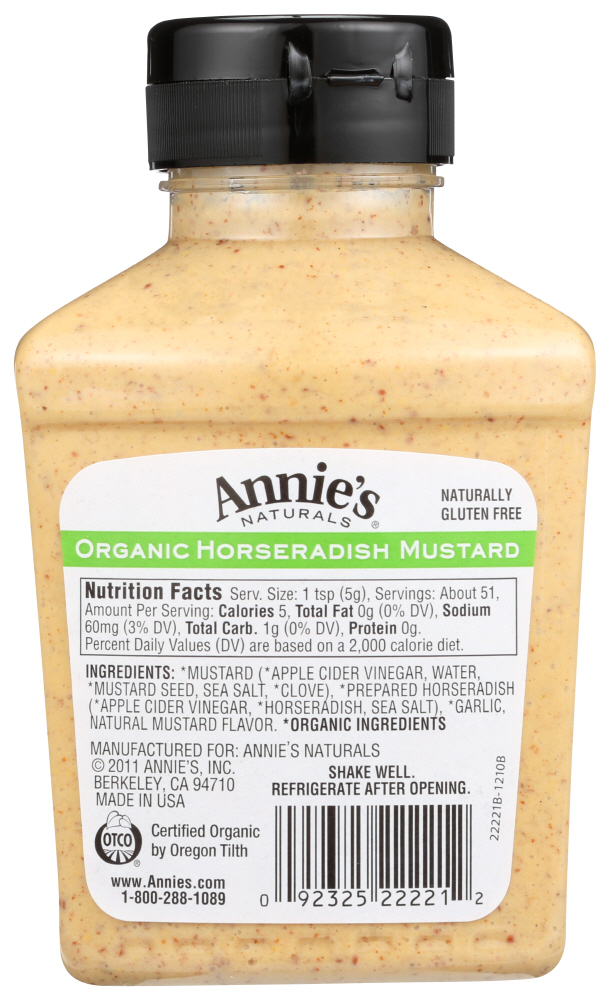 Annie's
NATURALS®
NATURALLY
GLUTEN FREE
ORGANIC HORSERADISH MUSTARD
Nutrition Facts Serv. Size: 1 tsp (5g), Servings: About 51,
Amount Per Serving: Calories 5, Total Fat 0g (0% DV), Sodium
60mg (3% DV), Total Carb. 1g (0% DV), Protein 0g.
Percent Daily Values (DV) are based on a 2,000 calorie diet.
INGREDIENTS: *MUSTARD (*APPLE CIDER VINEGAR, WATER,
*MUSTARD SEED, SEA SALT, *CLOVE), *PREPARED HORSERADISH
(*APPLE CIDER VINEGAR, *HORSERADISH, SEA SALT), *GARLIC,
NATURAL MUSTARD FLAVOR. *ORGANIC INGREDIENTS
MANUFACTURED FOR: ANNIE'S NATURALS
© 2011 ANNIE'S, INC.
BERKELEY, CA 94710
MADE IN USA
SHAKE WELL.
REFRIGERATE AFTER OPENING.
22221B-1210B
OTCO
Certified Organic
by Oregon Tilth
www.Annies.com
1-800-288-1089
0 92325 22221 2